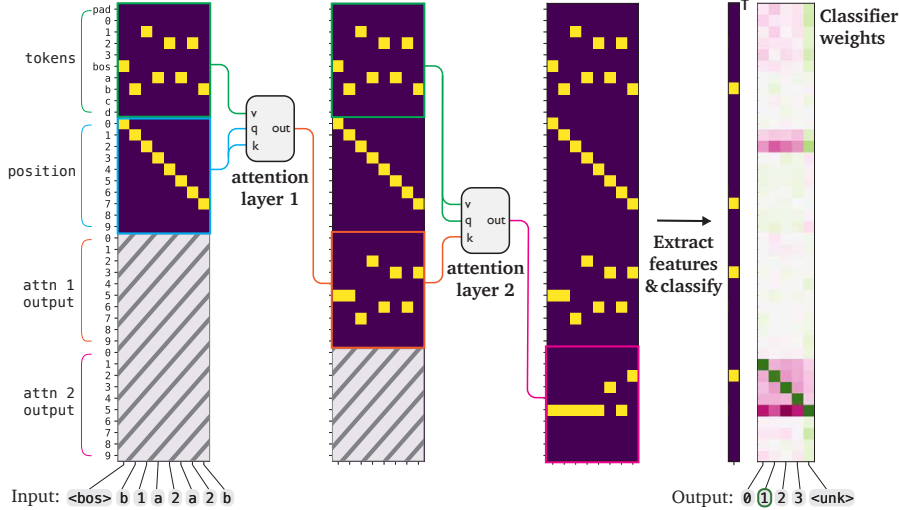 pad
0
1
2
3
bos
a
b
c
d
tokens
0
1
2
3
4
5
6
7
8
9
position
0
1
2
3
4
5
6
7
8
9
attn 1
output
0
1
2
3
4
5
6
7
8
9
attn 2
output
v
q out
k
attention
layer 1
v
q out
k
attention
layer 2
Extract
features
& classify
T
Classifier
weights
Input: <bos> b 1 a 2 a 2 b
Output: 0 1 2 3 <unk>